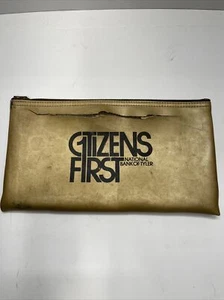 CITIZENS
FIRST NATIONAL
BANK OF TYLER